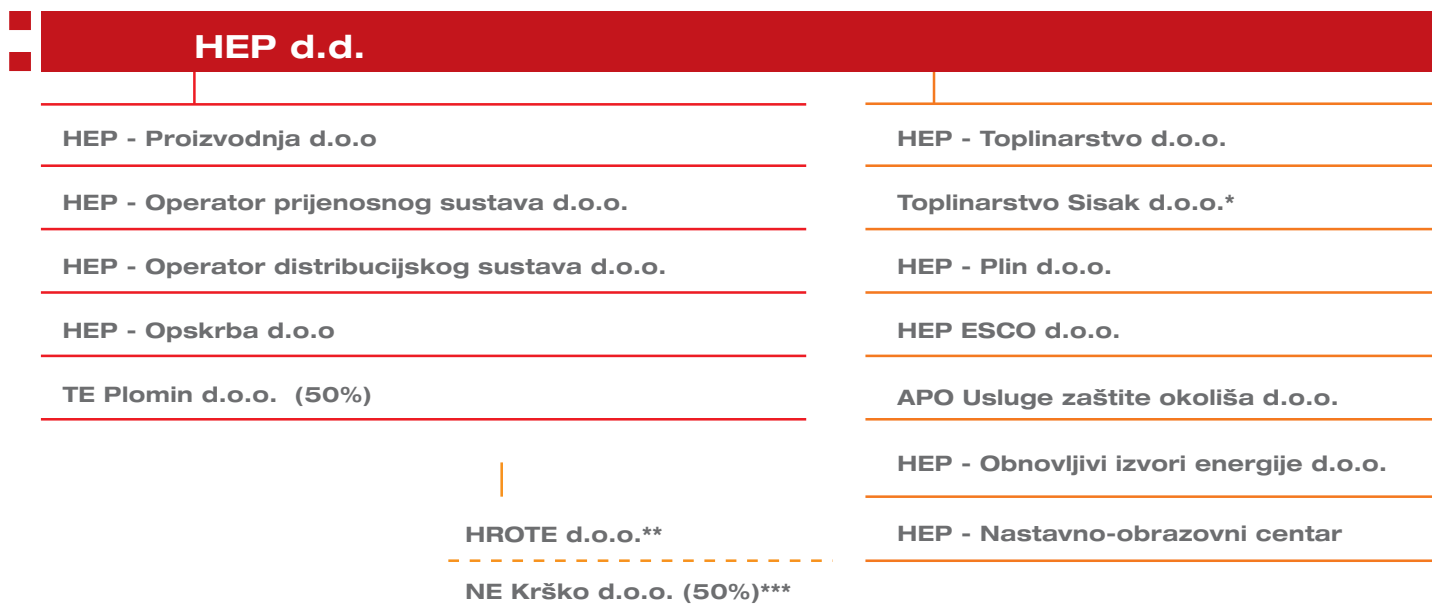 HEP d.d.
HEP - Proizvodnja d.o.o
HEP - Operator prijenosnog sustava d.o.o.
HEP - Operator distribucijskog sustava d.o.o.
HEP - Opskrba d.o.o
TE Plomin d.o.o. (50%)
HROTE d.o.o.**
NE Krško d.o.o. (50%)***
HEP - Toplinarstvo d.o.o.
Toplinarstvo Sisak d.o.o.*
HEP - Plin d.o.o.
HEP ESCO d.o.o.
APO Usluge zaštite okoliša d.o.o.
HEP - Obnovljivi izvori energije d.o.o.
HEP - Nastavno-obrazovni centar